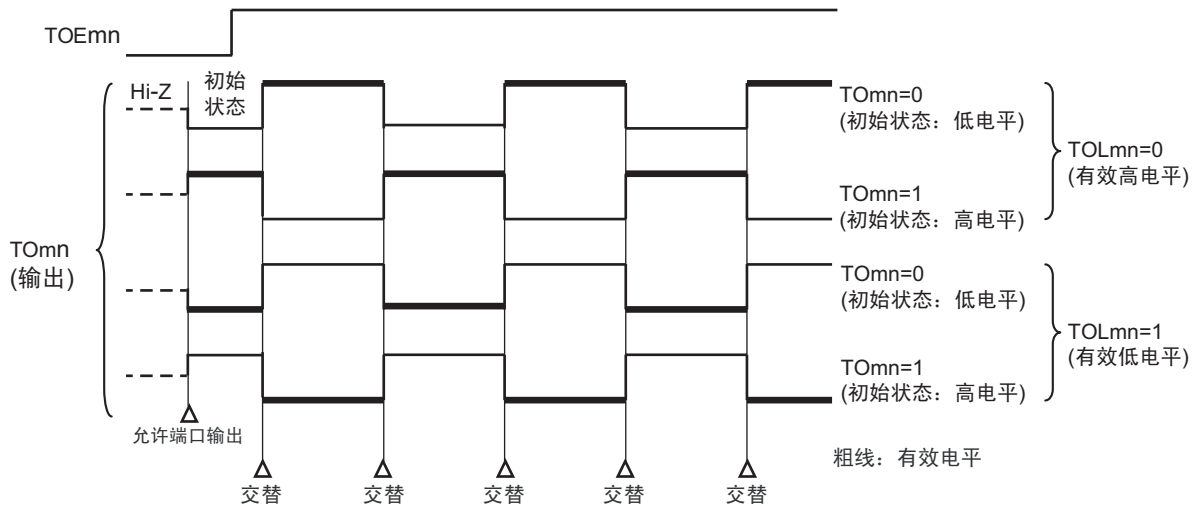 TOEmn
Hi-Z
初始
状态
TOmn
(输出)
TOmn=0
(初始状态：低电平)
TOmn=1
(初始状态：高电平)
TOLmn=0
(有效高电平)
TOmn=0
(初始状态：低电平)
TOmn=1
(初始状态：高电平)
TOLmn=1
(有效低电平)
允许端口输出
粗线：有效电平
交替
交替
交替
交替
交替